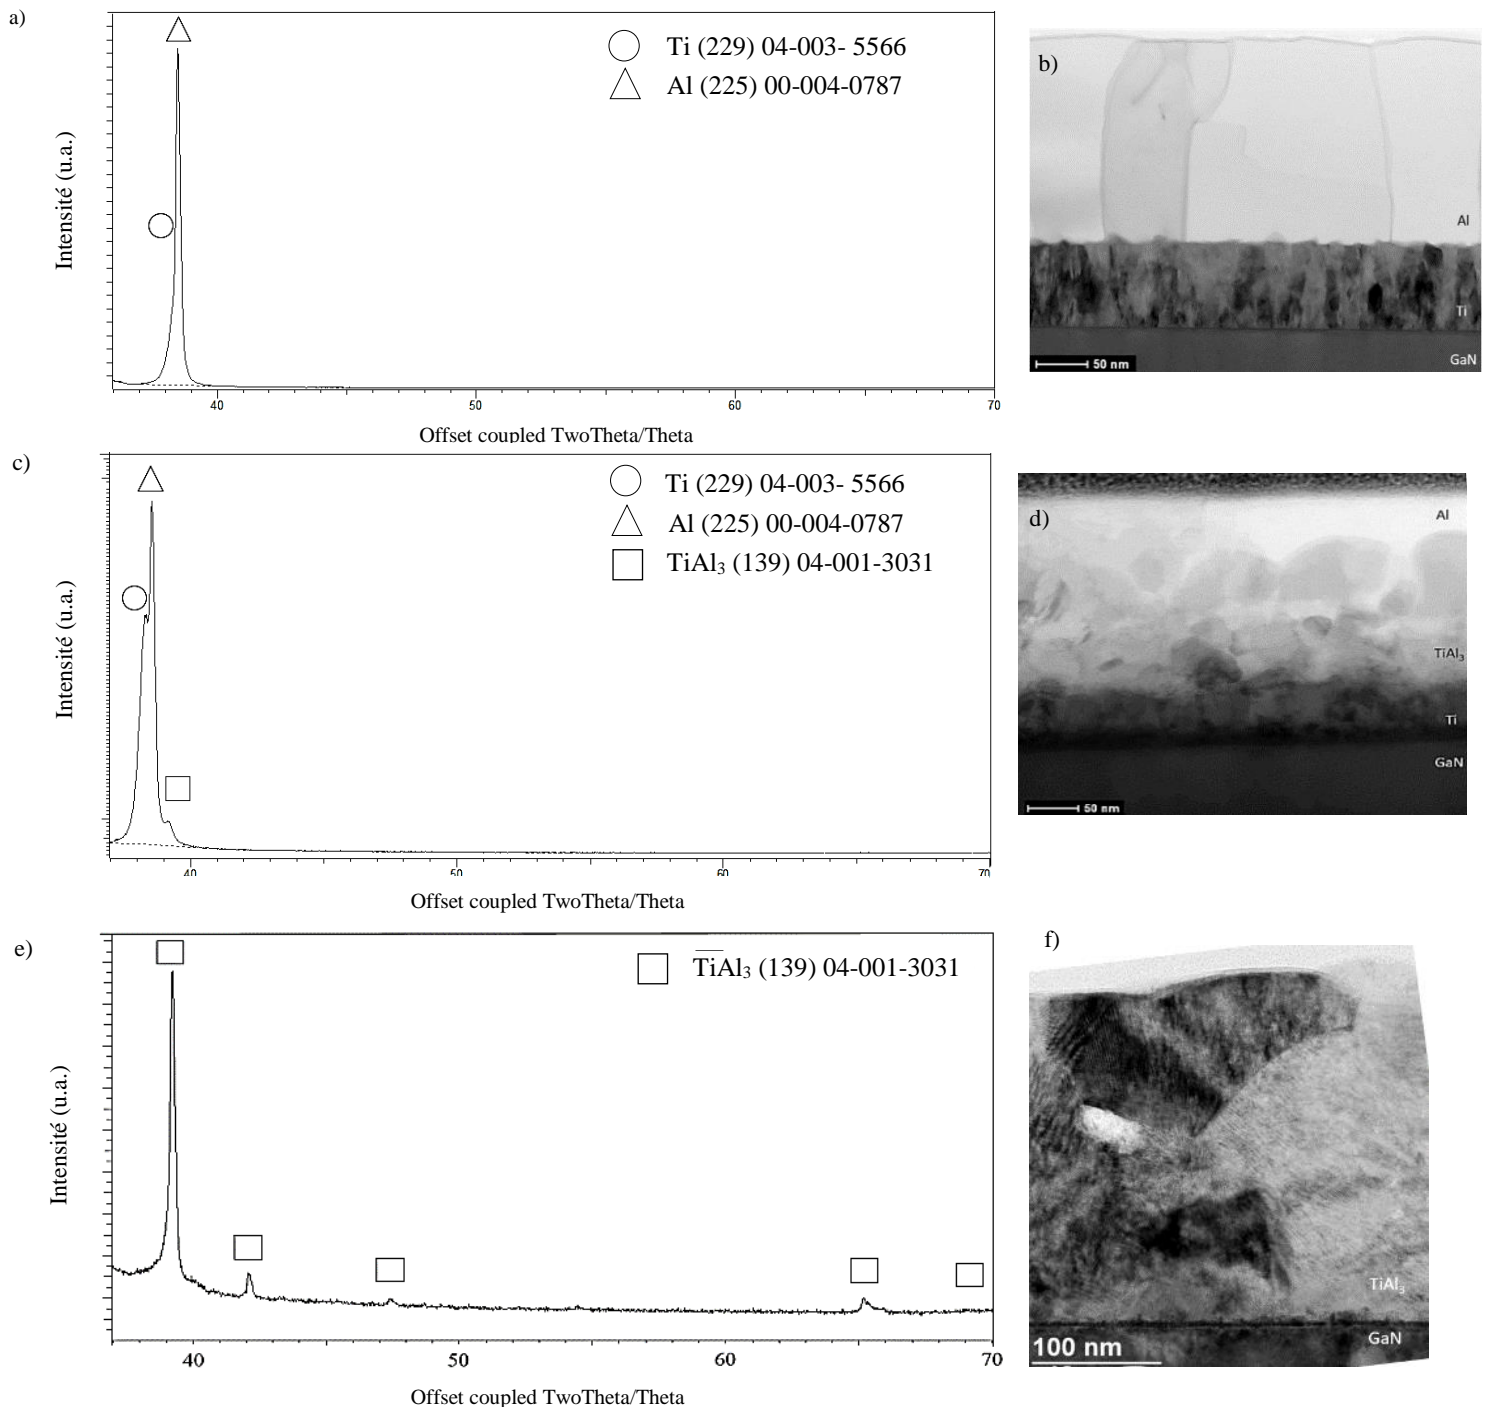 a)
Ti (229) 04-003- 5566
Al (225) 00-004-0787
Intensité (u.a.)
40 50 60 70
Offset coupled TwoTheta/Theta
b)
Al
Ti
GaN
50 nm
c)
Ti (229) 04-003- 5566
Al (225) 00-004-0787
TiAl₃ (139) 04-001-3031
Intensité (u.a.)
40 50 60 70
Offset coupled TwoTheta/Theta
d)
Al
TiAl₃
Ti
GaN
50 nm
e)
TiAl₃ (139) 04-001-3031
Intensité (u.a.)
40 50 60 70
Offset coupled TwoTheta/Theta
f)
TiAl₃
GaN
100 nm